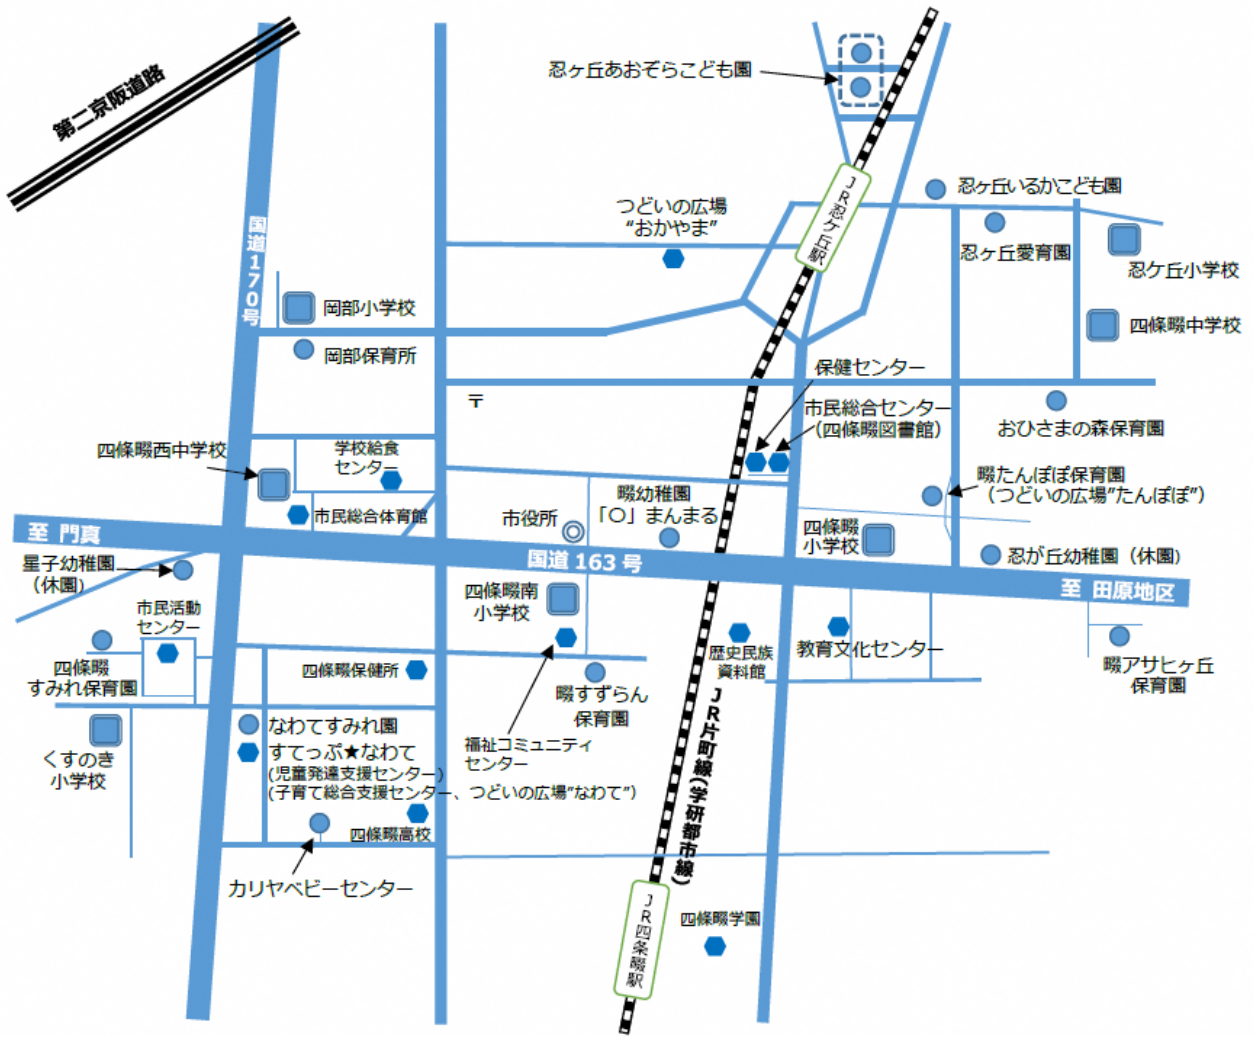 第二京阪道路
忍ヶ丘あおぞらこども園
JR忍ケ丘駅
忍ヶ丘いるかこども園
つどいの広場
“おかやま”
国道170号
忍ヶ丘愛育園
忍ケ丘小学校
岡部小学校
四條畷中学校
岡部保育所
保健センター
〒
市民総合センター
(四條畷図書館)
おひさまの森保育園
四條畷西中学校
学校給食
センター
畷たんぽぽ保育園
(つどいの広場”たんぽぽ”)
畷幼稚園
「〇」まんまる
市民総合体育館
市役所
四條畷
小学校
至 門真
国道163号
忍が丘幼稚園（休園)
星子幼稚園
(休園)
至 田原地区
四條畷南
小学校
市民活動
センター
歴史民族
資料館
教育文化センター
四條畷
すみれ保育園
四條畷保健所
畷アサヒヶ丘
保育園
畷すずらん
保育園
JR片町線(学研都市線)
なわてすみれ園
すてっぷ★なわて
(児童発達支援センター)
(子育て総合支援センター、つどいの広場”なわて”)
福祉コミュニティ
センター
くすのき
小学校
四條畷高校
カリヤベビーセンター
JR四条畷駅
四條畷学園